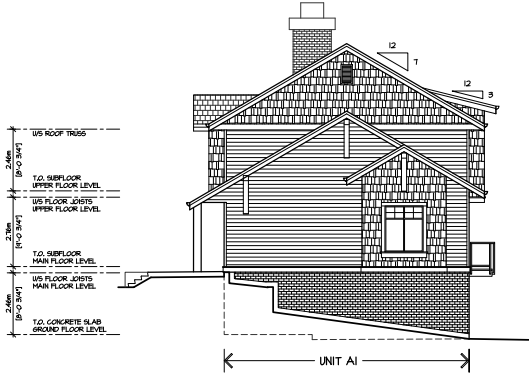 12
7
12
3
U/S ROOF TRUSS
2.46m
[8'-0 3/4"]
T.O. SUBFLOOR
UPPER FLOOR LEVEL
U/S FLOOR JOISTS
UPPER FLOOR LEVEL
2.76m
[9'-0 3/4"]
T.O. SUBFLOOR
MAIN FLOOR LEVEL
U/S FLOOR JOISTS
MAIN FLOOR LEVEL
2.46m
[8'-0 3/4"]
T.O. CONCRETE SLAB
GROUND FLOOR LEVEL
UNIT A1